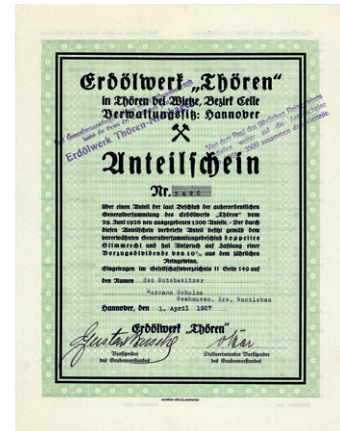 Erdölwerk „Thören“
in Thören bei Wietze, Bezirk Celle
Verwaltungssitz: Hannover
Erdölwerk Thören-
Anteilschein
Nr. 2490
über einen Anteil der laut Beschluß der außerordentlichen
Generalversammlung des Erdölwerks „Thören“ vom
29. Juni 1926 neu ausgegebenen 1500 Anteile. Der durch
diesen Anteilschein verbriefte Anteil besitzt gemäß dem
vorerwähnten Generalversammlungsbeschluß doppeltes
Stimmrecht und hat Anspruch auf Zahlung einer
Vorzugsdividende von 10%, aus dem jährlichen
Reingewinn.
Eingetragen im Gesellschaftsverzeichnis II Seite 140 auf
den Namen des Gutsbesitzer
Hermann Schulze
Hannover, den 1. April 1927
Erdölwerk „Thören“
Vorsitzender
des Grubenvorstandes
Stellvertretender Vorsitzender
des Grubenvorstandes